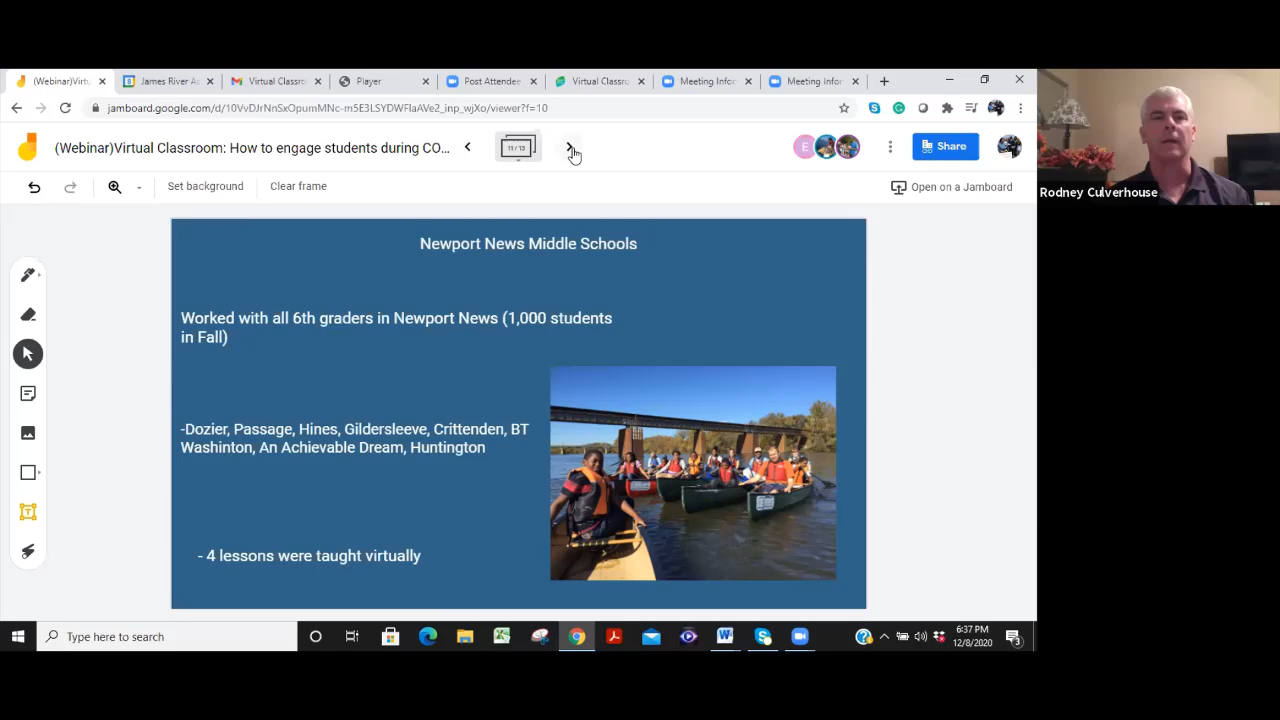 (Webinar)Virtu
James River As
Virtual Classro
Player
Post Attendee
Virtual Classro
Meeting Infor
Meeting Infor
jamboard.google.com/d/10VvDJrNnSxOpumMNc-m5E3LSYDWFIaAVe2_inp_wjXo/viewer?f=10
(Webinar)Virtual Classroom: How to engage students during CO...
11 / 13
E
Share
Set background
Clear frame
Open on a Jamboard
Rodney Culverhouse
Newport News Middle Schools
Worked with all 6th graders in Newport News (1,000 students
in Fall)
-Dozier, Passage, Hines, Gildersleeve, Crittenden, BT
Washinton, An Achievable Dream, Huntington
- 4 lessons were taught virtually
Type here to search
6:37 PM
12/8/2020
3